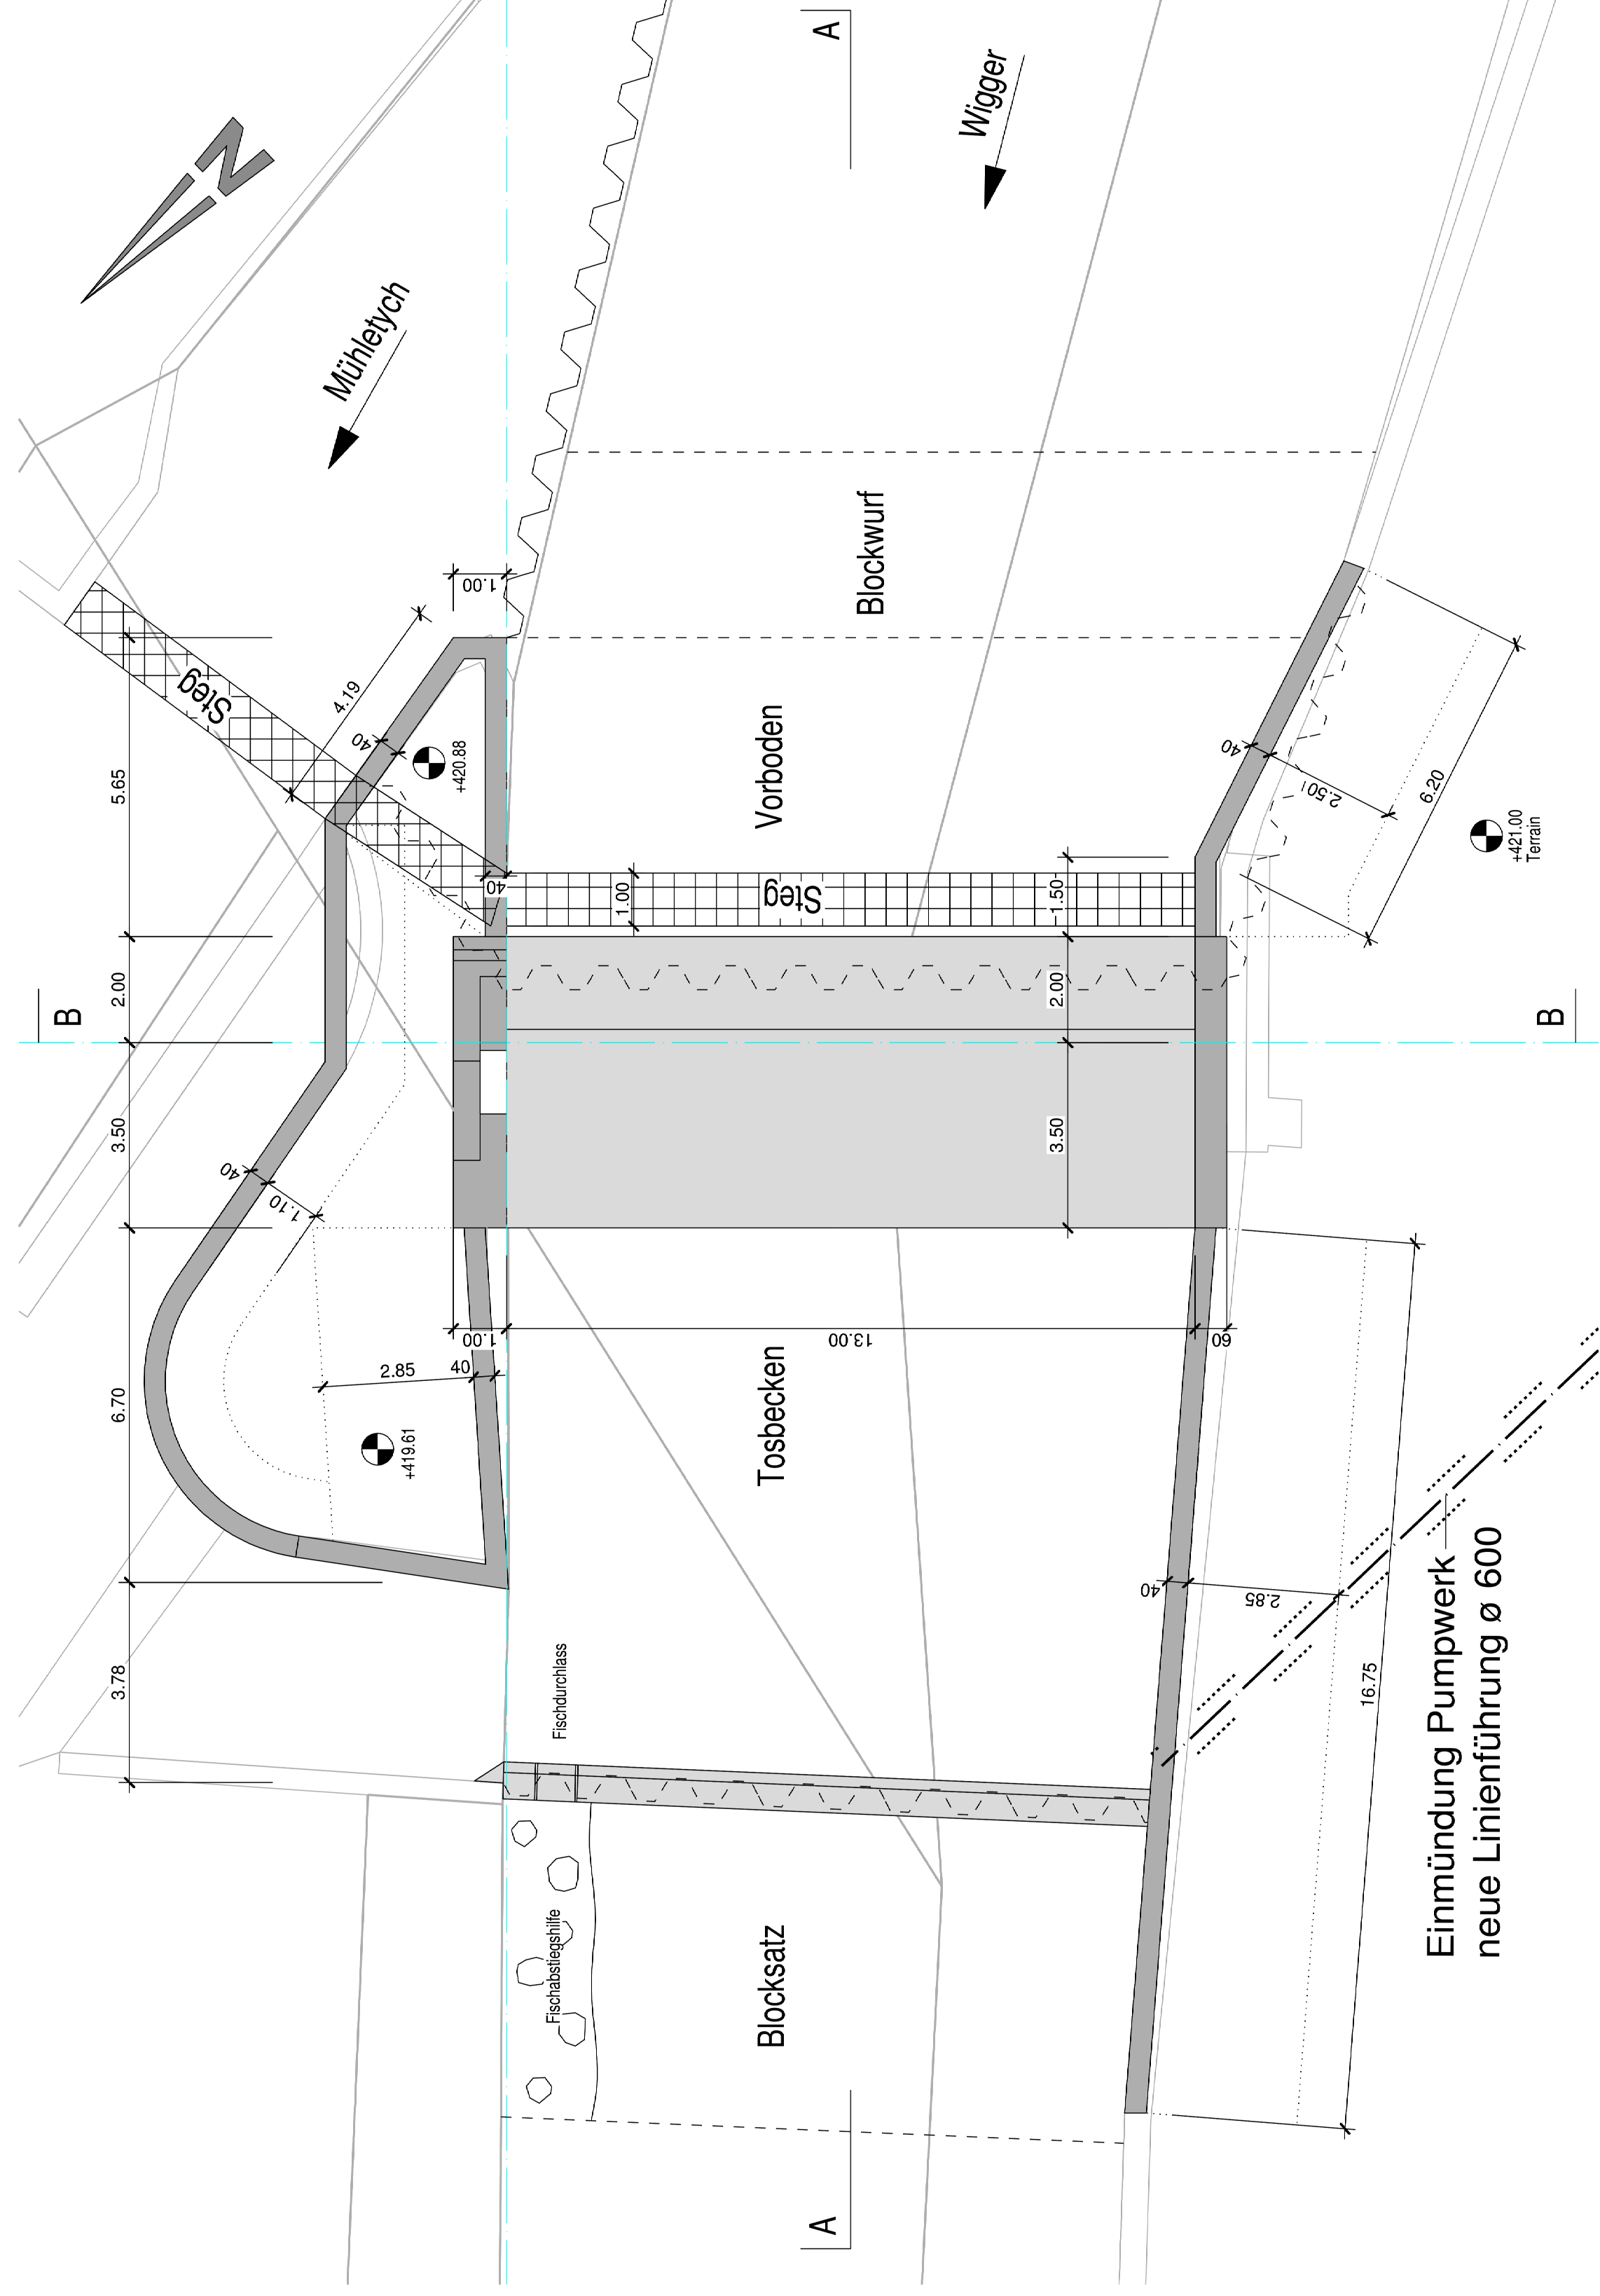 A
Wigger
N
Mühletych
Blockwurf
1.00
Steg
4.19
40
+420.88
5.65
Vorboden
40
2.50
6.20
+421.00
Terrain
40
1.00
Steg
1.50
B
2.00
2.00
B
3.50
3.50
40
1.10
1.00
13.00
60
2.85
40
6.70
+419.61
Tosbecken
40
2.85
16.75
3.78
Fischdurchlass
Einmündung Pumpwerk
neue Linienführung ø 600
Fischabstiegshilfe
Blocksatz
A